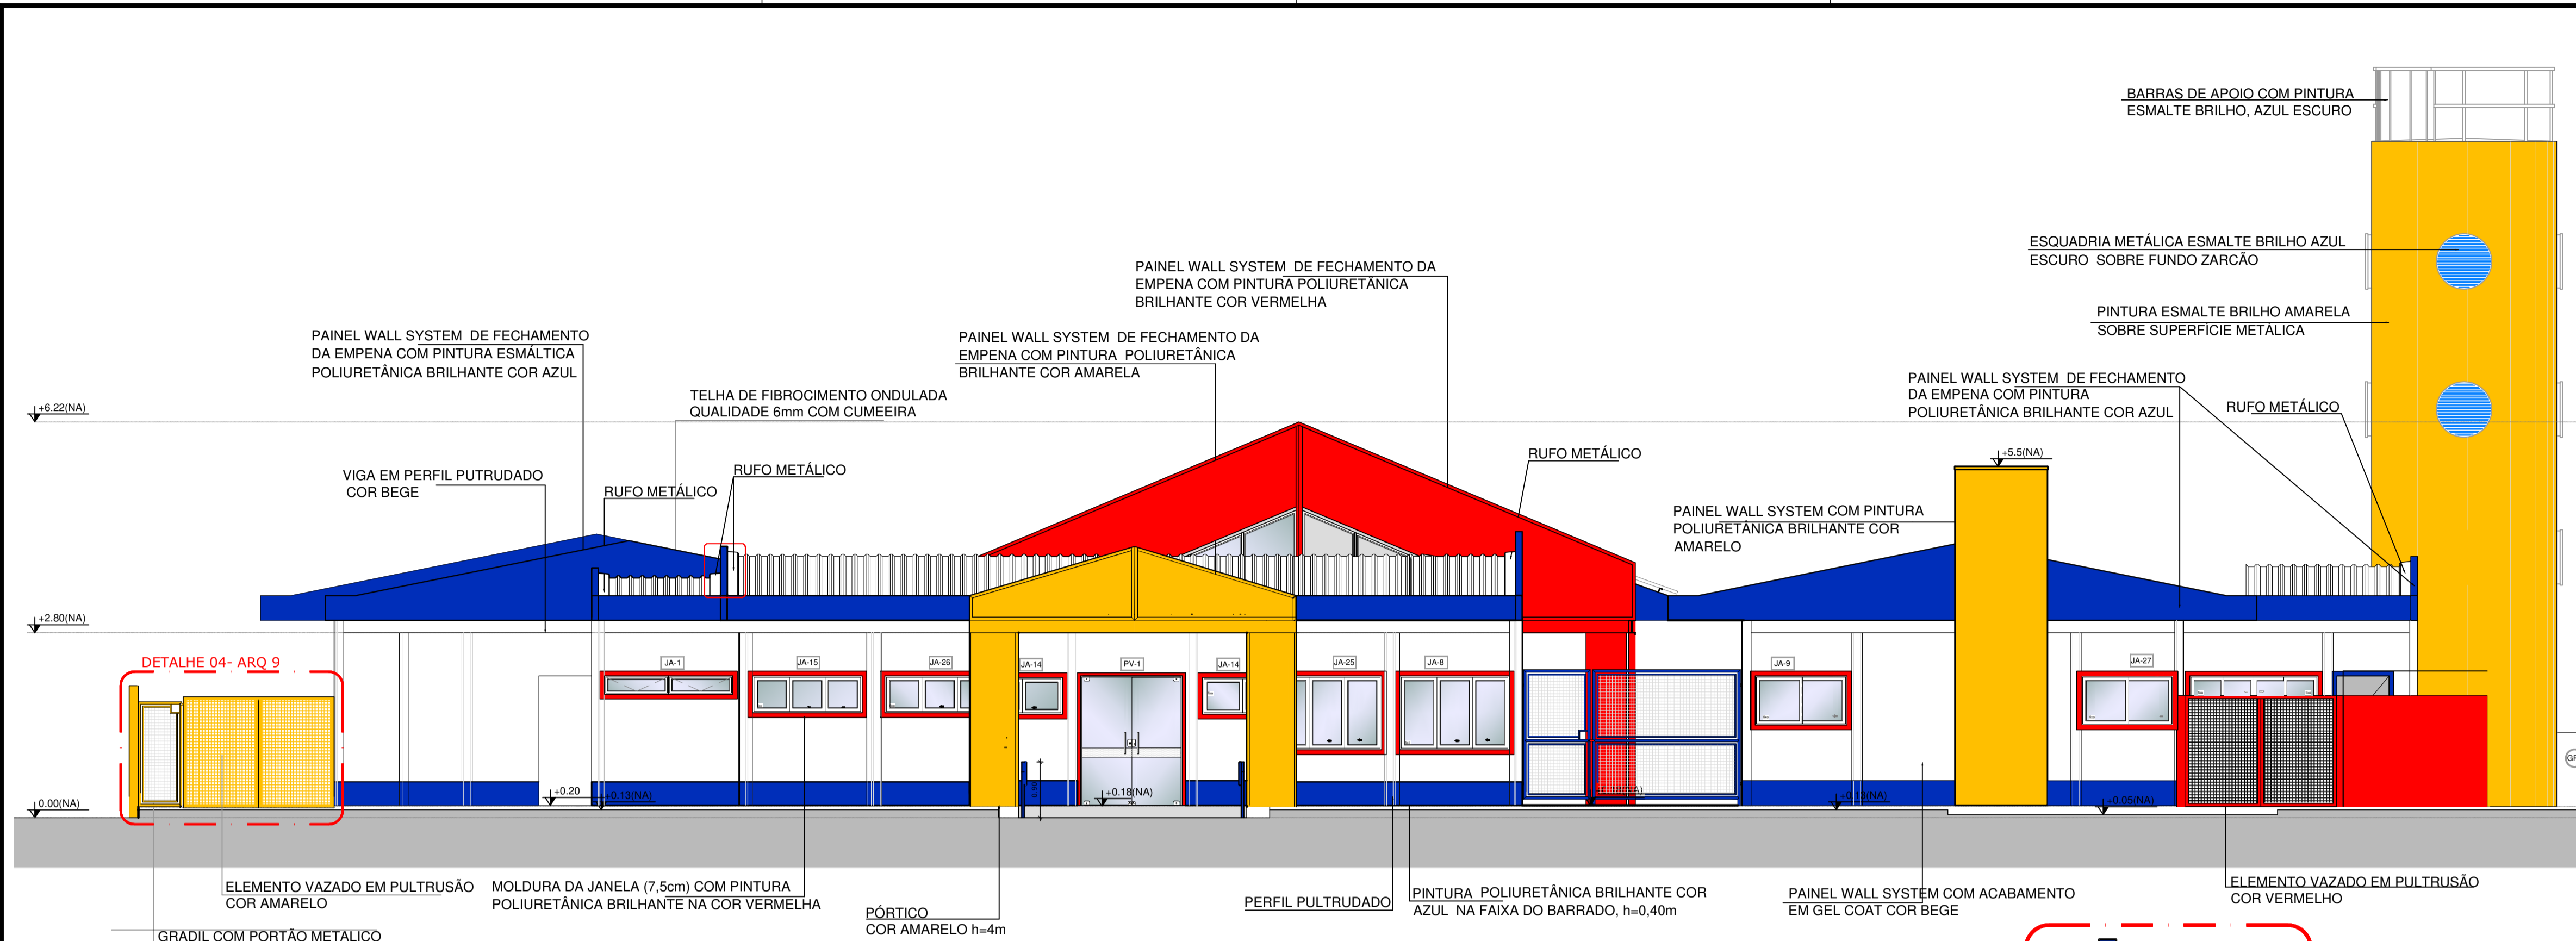 BARRAS DE APOIO COM PINTURA
ESMALTE BRILHO, AZUL ESCURO
ESQUADRIA METÁLICA ESMALTE BRILHO AZUL
ESCURO SOBRE FUNDO ZARCÃO
PAINEL WALL SYSTEM DE FECHAMENTO DA
EMPENA COM PINTURA POLIURETÂNICA
BRILHANTE COR VERMELHA
PINTURA ESMALTE BRILHO AMARELA
SOBRE SUPERFÍCIE METÁLICA
PAINEL WALL SYSTEM DE FECHAMENTO
DA EMPENA COM PINTURA ESMÁLTICA
POLIURETÂNICA BRILHANTE COR AZUL
PAINEL WALL SYSTEM DE FECHAMENTO DA
EMPENA COM PINTURA POLIURETÂNICA
BRILHANTE COR AMARELA
PAINEL WALL SYSTEM DE FECHAMENTO
DA EMPENA COM PINTURA
POLIURETÂNICA BRILHANTE COR AZUL
TELHA DE FIBROCIMENTO ONDULADA
QUALIDADE 6mm COM CUMEEIRA
RUFO METÁLICO
+6.22(NA)
VIGA EM PERFIL PUTRUDADO
COR BEGE
RUFO METÁLICO
RUFO METÁLICO
RUFO METÁLICO
+5.5(NA)
PAINEL WALL SYSTEM COM PINTURA
POLIURETÂNICA BRILHANTE COR
AMARELO
+2.80(NA)
DETALHE 04- ARQ 9
JA-1
JA-15
JA-26
JA-14
PV-1
JA-14
JA-25
JA-8
JA-9
JA-27
0.00(NA)
+0.20
+0.13(NA)
+0.18(NA)
+0.13(NA)
+0.05(NA)
ELEMENTO VAZADO EM PULTRUSÃO
COR AMARELO
MOLDURA DA JANELA (7,5cm) COM PINTURA
POLIURETÂNICA BRILHANTE NA COR VERMELHA
PÓRTICO
COR AMARELO h=4m
PERFIL PULTRUDADO
PINTURA POLIURETÂNICA BRILHANTE COR
AZUL NA FAIXA DO BARRADO, h=0,40m
PAINEL WALL SYSTEM COM ACABAMENTO
EM GEL COAT COR BEGE
ELEMENTO VAZADO EM PULTRUSÃO
COR VERMELHO
GRADIL COM PORTÃO METALICO